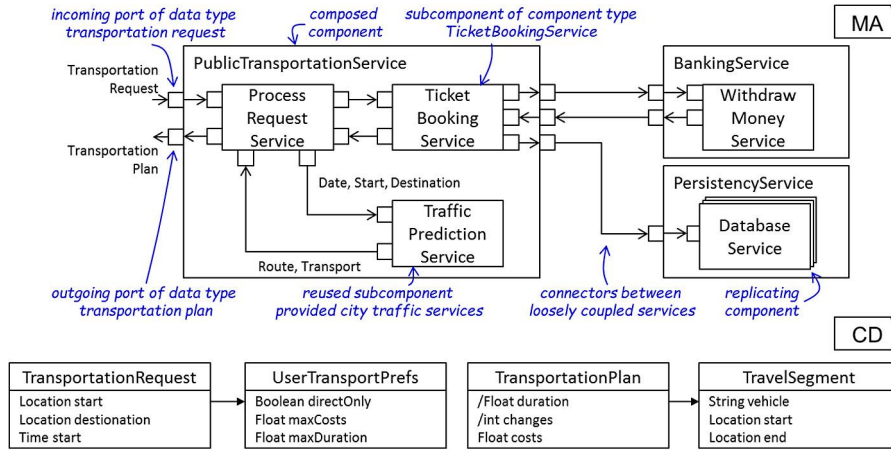 incoming port of data type
transportation request
composed
component
subcomponent of component type
TicketBookingService
MA
Transportation
Request
PublicTransportationService
BankingService
Process
Request
Service
Ticket
Booking
Service
Withdraw
Money
Service
Transportation
Plan
Date, Start, Destination
PersistencyService
Traffic
Prediction
Service
Database
Service
Route, Transport
outgoing port of data type
transportation plan
reused subcomponent
provided city traffic services
connectors between
loosely coupled services
replicating
component
CD
TransportationRequest
Location start
Location destionation
Time start
UserTransportPrefs
Boolean directOnly
Float maxCosts
Float maxDuration
TransportationPlan
/Float duration
/int changes
Float costs
TravelSegment
String vehicle
Location start
Location end